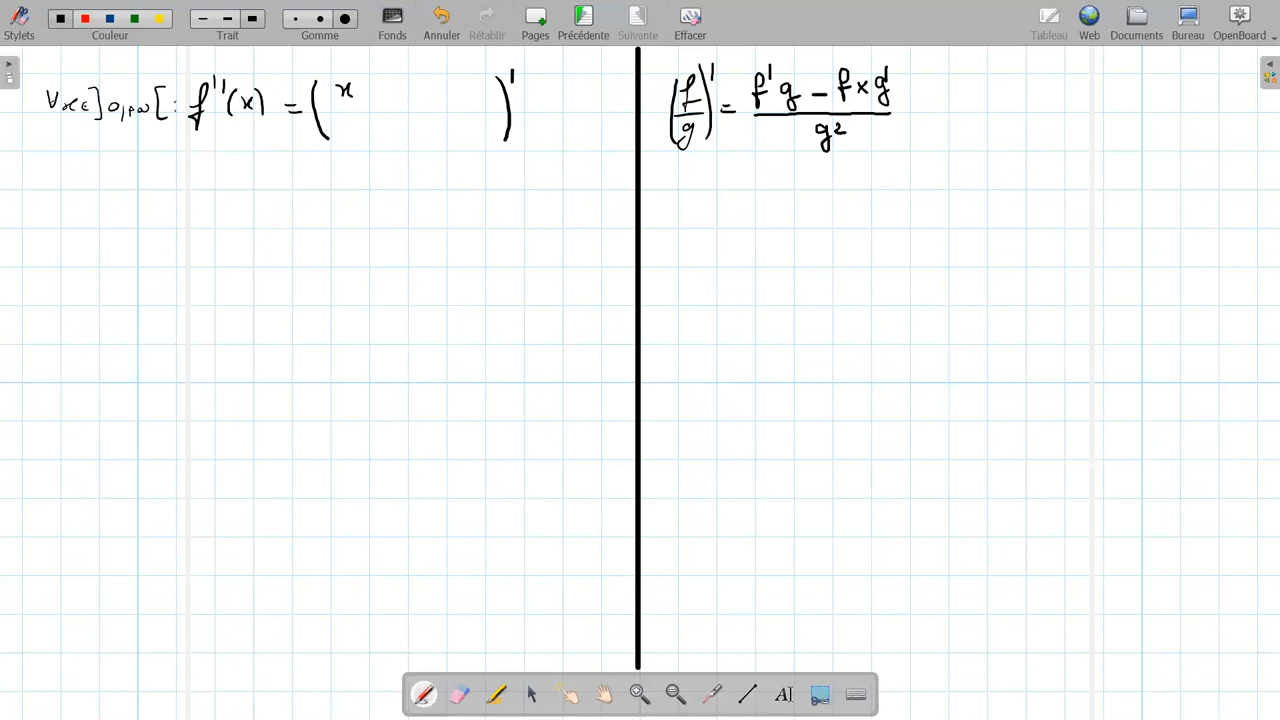 Stylets Couleur Trait Gomme Fonds Annuler Rétablir Pages Précédente Suivante Effacer Tableau Web Documents Bureau OpenBoard
∀x∈]0,+∞[ : f''(x) = (x )'
(f/g)' = (f'g - f×g')/g²